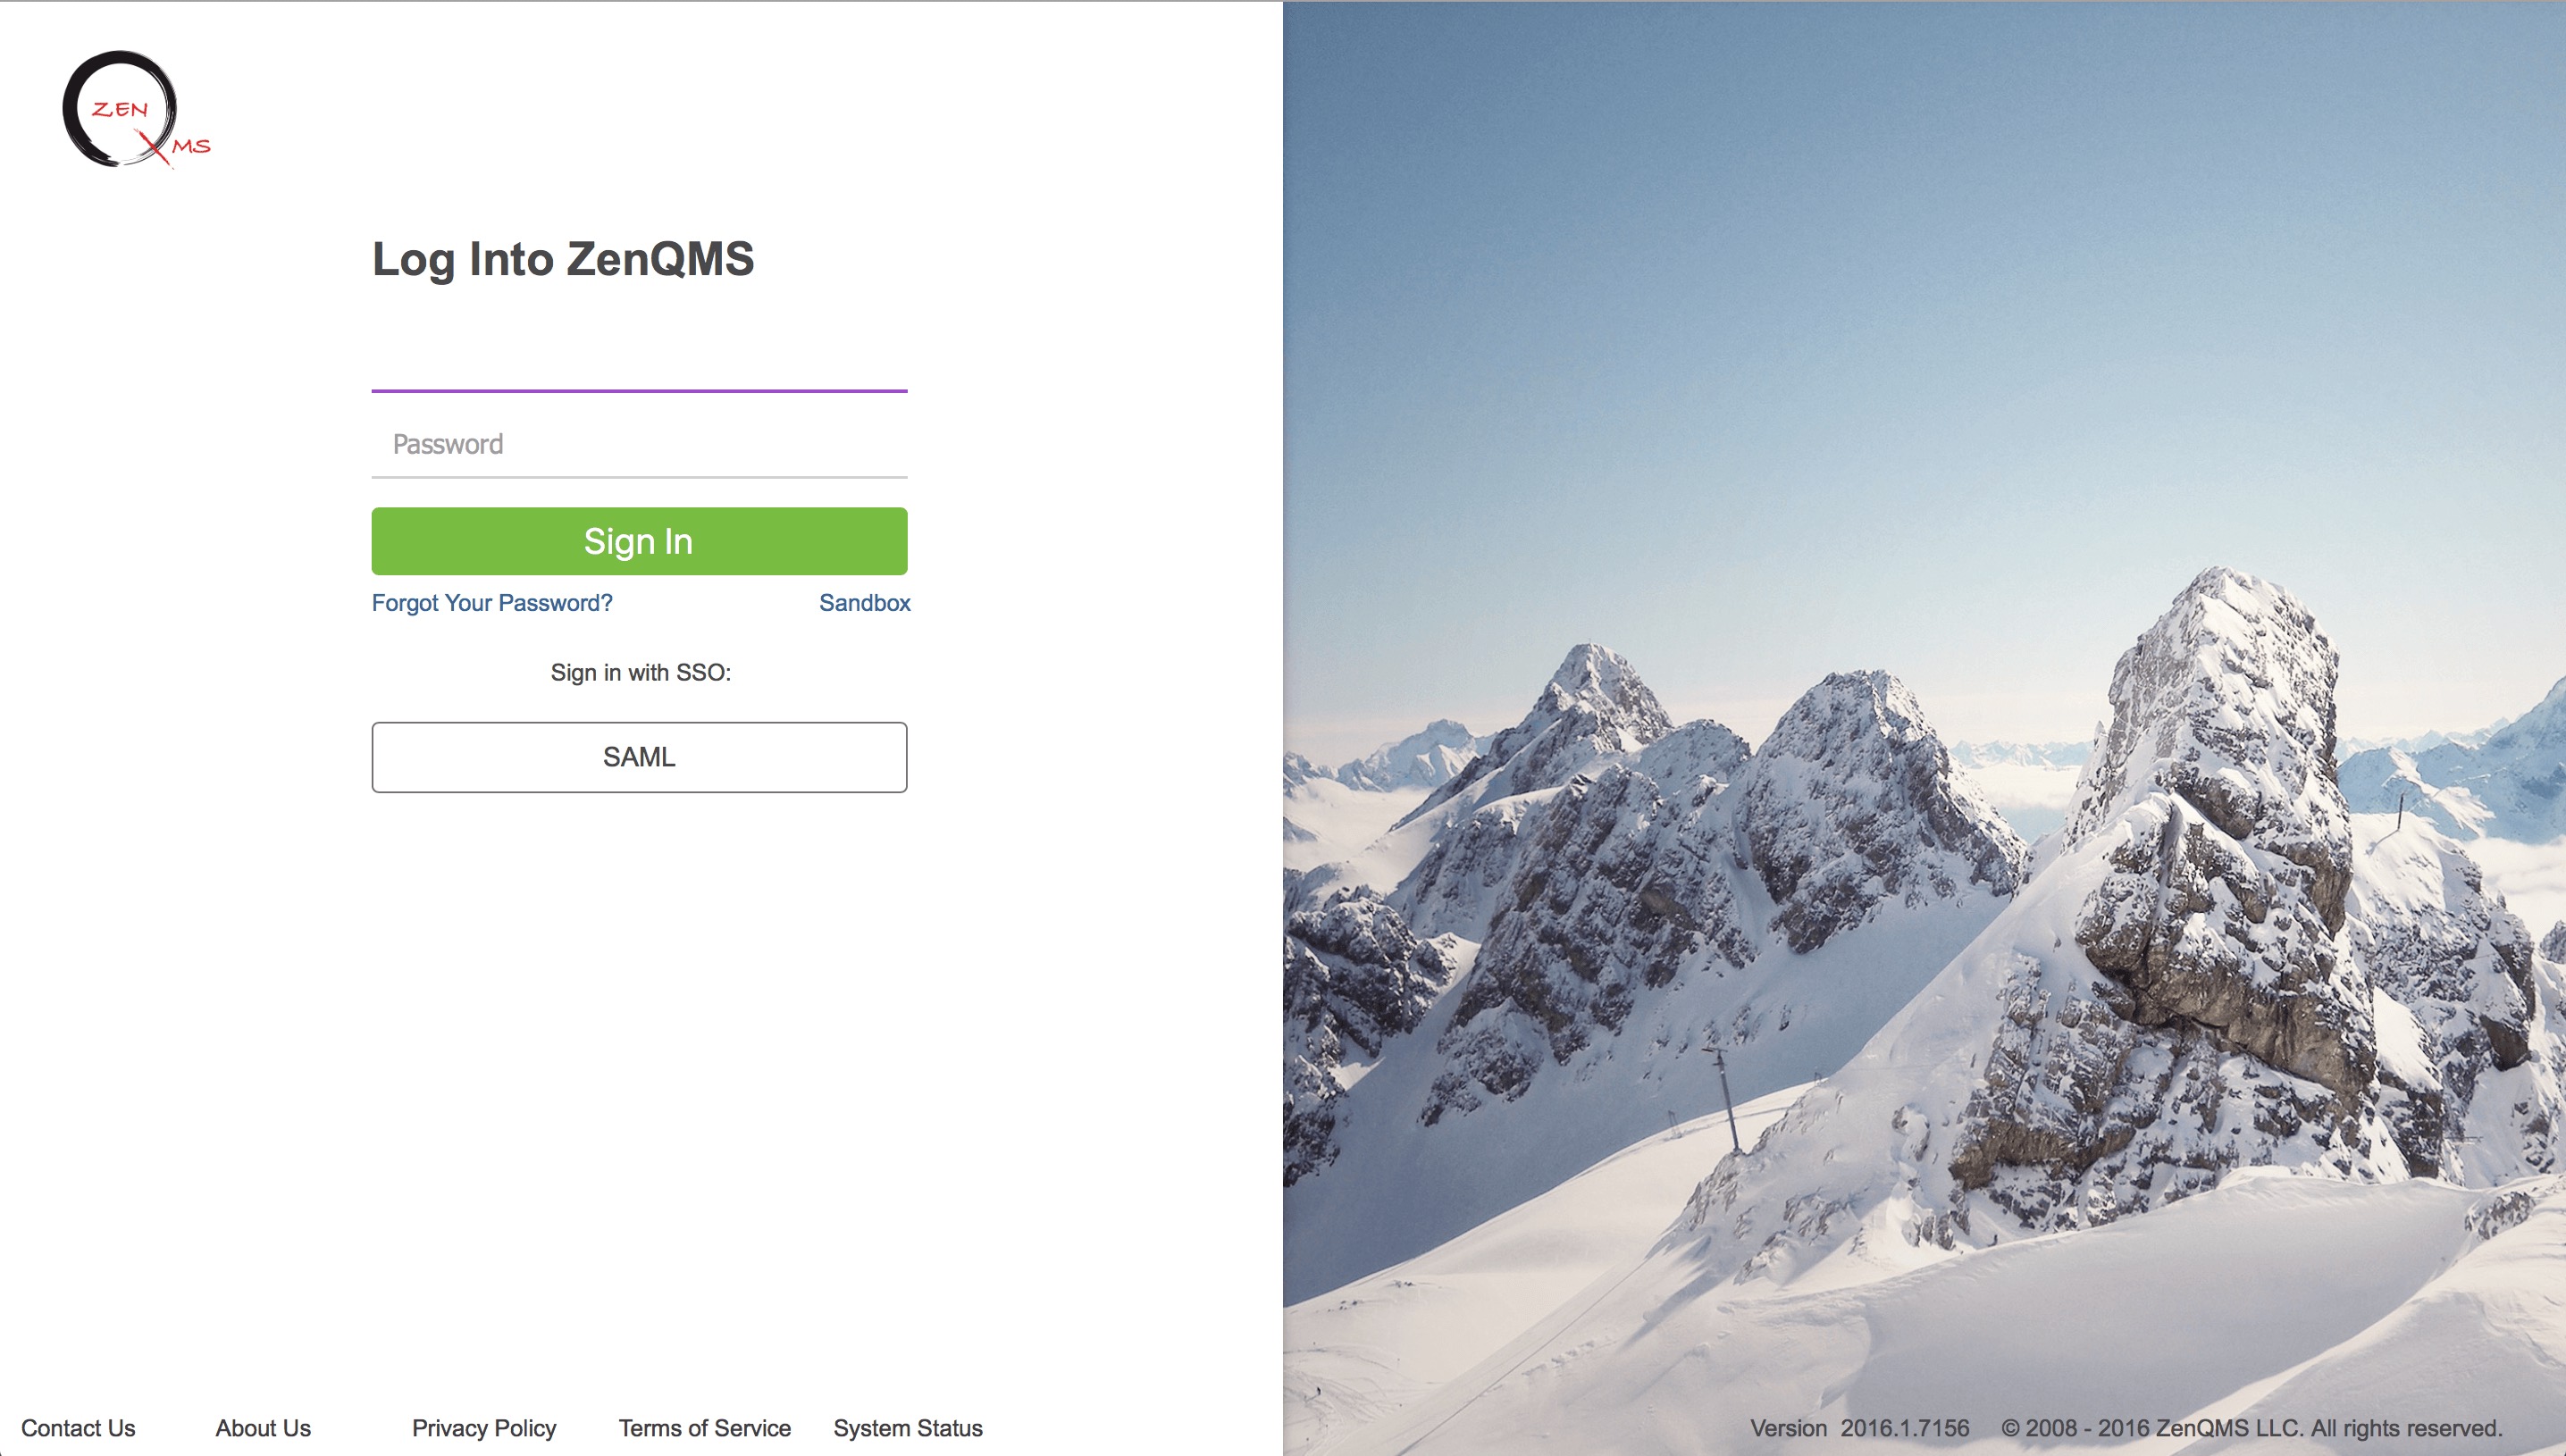 ZEN
MS
Log Into ZenQMS
Password
Sign In
Forgot Your Password? Sandbox
Sign in with SSO:
SAML
Contact Us About Us Privacy Policy Terms of Service System Status Version 2016.1.7156 © 2008 - 2016 ZenQMS LLC. All rights reserved.